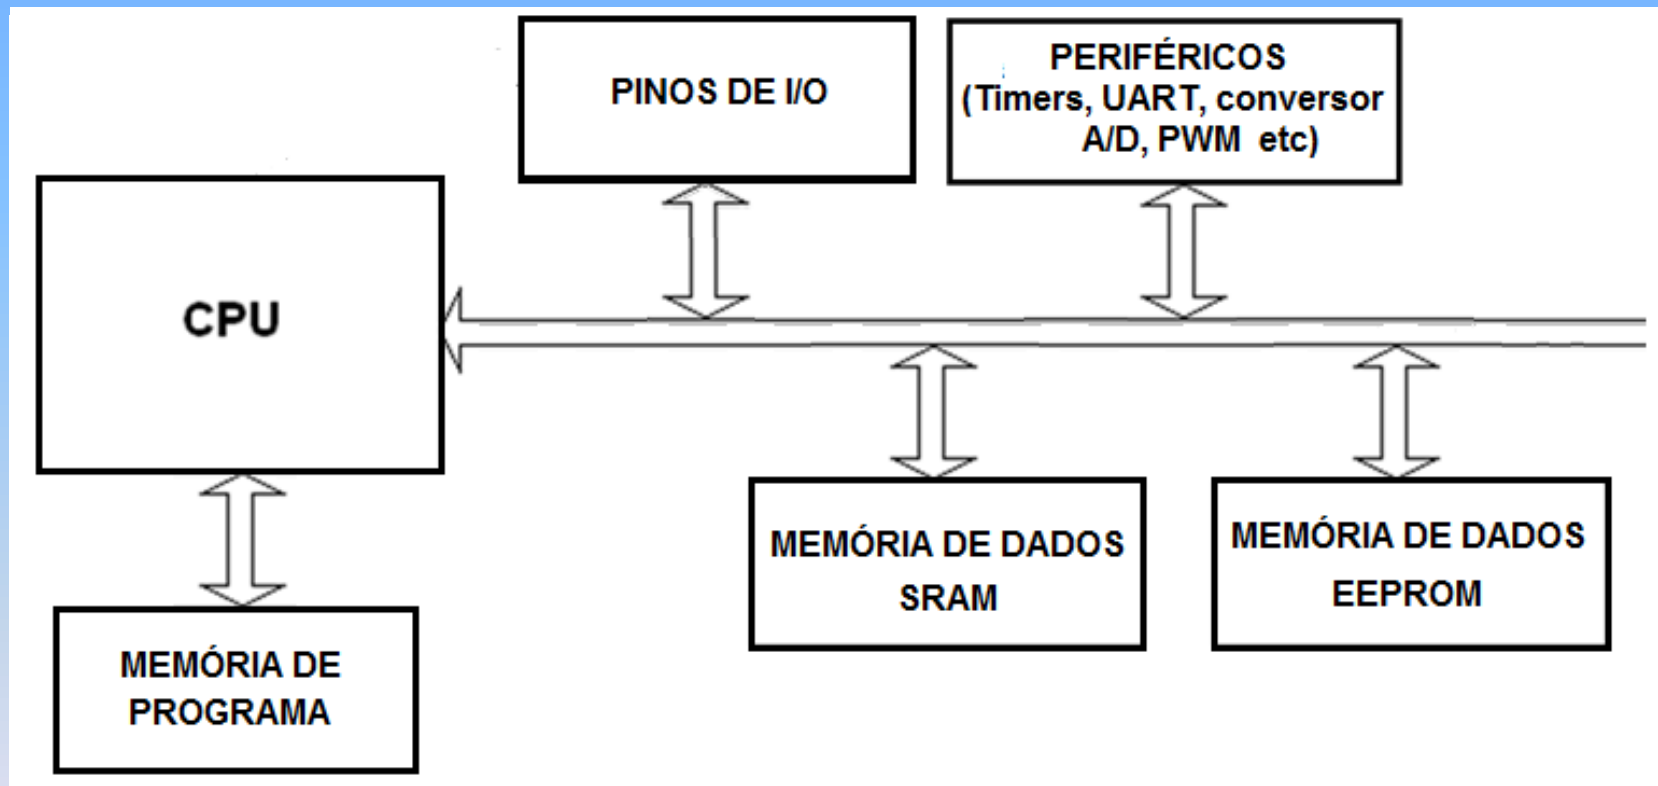 PINOS DE I/O
PERIFÉRICOS
(Timers, UART, conversor
A/D, PWM etc)
CPU
MEMÓRIA DE DADOS
SRAM
MEMÓRIA DE DADOS
EEPROM
MEMÓRIA DE
PROGRAMA